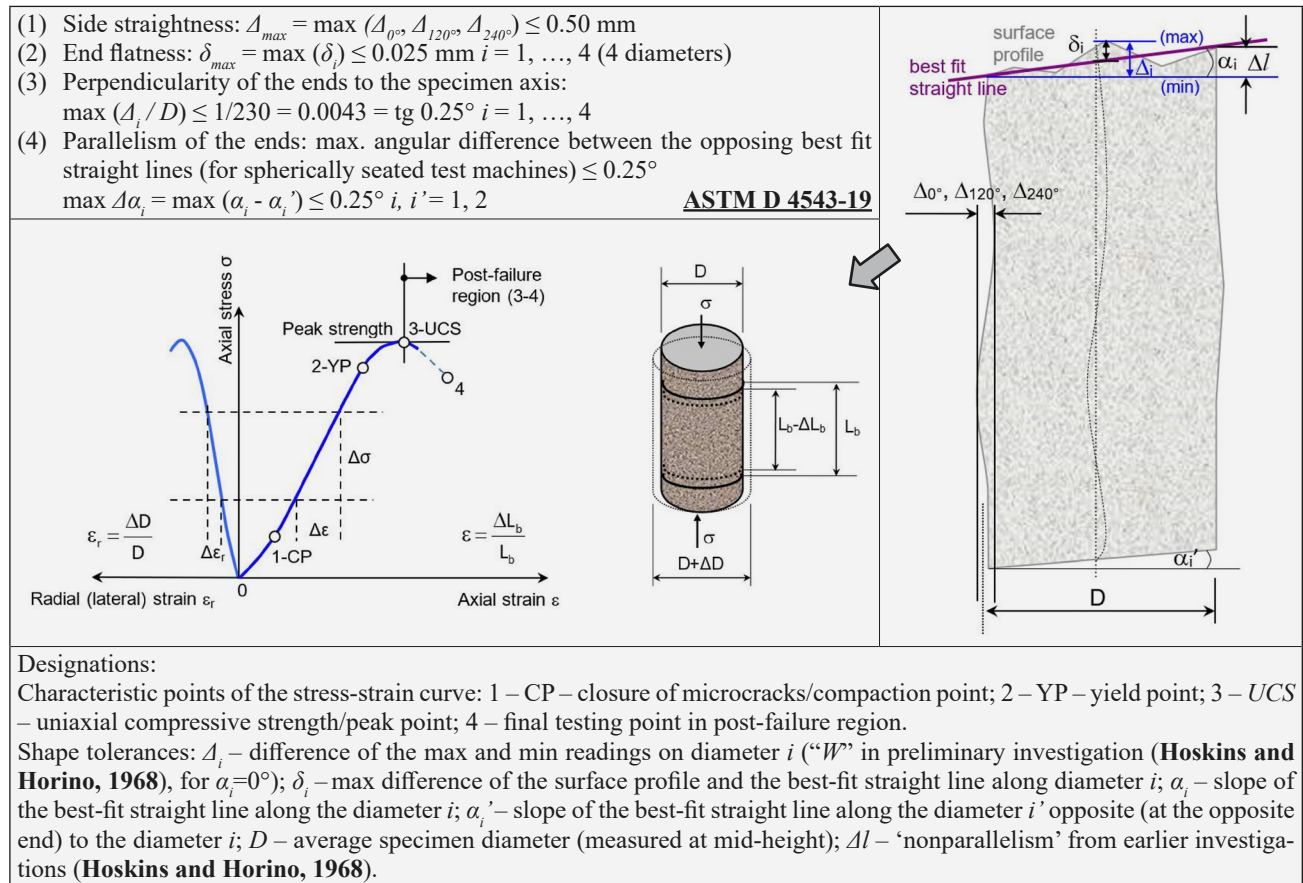 (1) Side straightness: Δmax = max (Δ0°, Δ120°, Δ240°) ≤ 0.50 mm
(2) End flatness: δmax = max (δi) ≤ 0.025 mm i = 1, …, 4 (4 diameters)
(3) Perpendicularity of the ends to the specimen axis:
max (Δi / D) ≤ 1/230 = 0.0043 = tg 0.25° i = 1, …, 4
(4) Parallelism of the ends: max. angular difference between the opposing best fit
straight lines (for spherically seated test machines) ≤ 0.25°
max Δαi = max (αi - αi’) ≤ 0.25° i, i’ = 1, 2 ASTM D 4543-19
surface
profile
δi
(max)
Δi
αi
Δl
best fit
straight line
(min)
Δ0°, Δ120°, Δ240°
αi’
D
Axial stress σ
Post-failure
region (3-4)
Peak strength
3-UCS
2-YP
4
Δσ
Δε
1-CP
εr = ΔD / D
Δεr
ε = ΔLb / Lb
0
Radial (lateral) strain εr
Axial strain ε
D
σ
Lb-ΔLb
Lb
σ
D+ΔD
Designations:
Characteristic points of the stress-strain curve: 1 – CP – closure of microcracks/compaction point; 2 – YP – yield point; 3 – UCS
– uniaxial compressive strength/peak point; 4 – final testing point in post-failure region.
Shape tolerances: Δi – difference of the max and min readings on diameter i (“W” in preliminary investigation (Hoskins and
Horino, 1968), for αi=0°); δi – max difference of the surface profile and the best-fit straight line along diameter i; αi – slope of
the best-fit straight line along the diameter i; αi’ – slope of the best-fit straight line along the diameter i’ opposite (at the opposite
end) to the diameter i; D – average specimen diameter (measured at mid-height); Δl – ‘nonparallelism’ from earlier investiga-
tions (Hoskins and Horino, 1968).